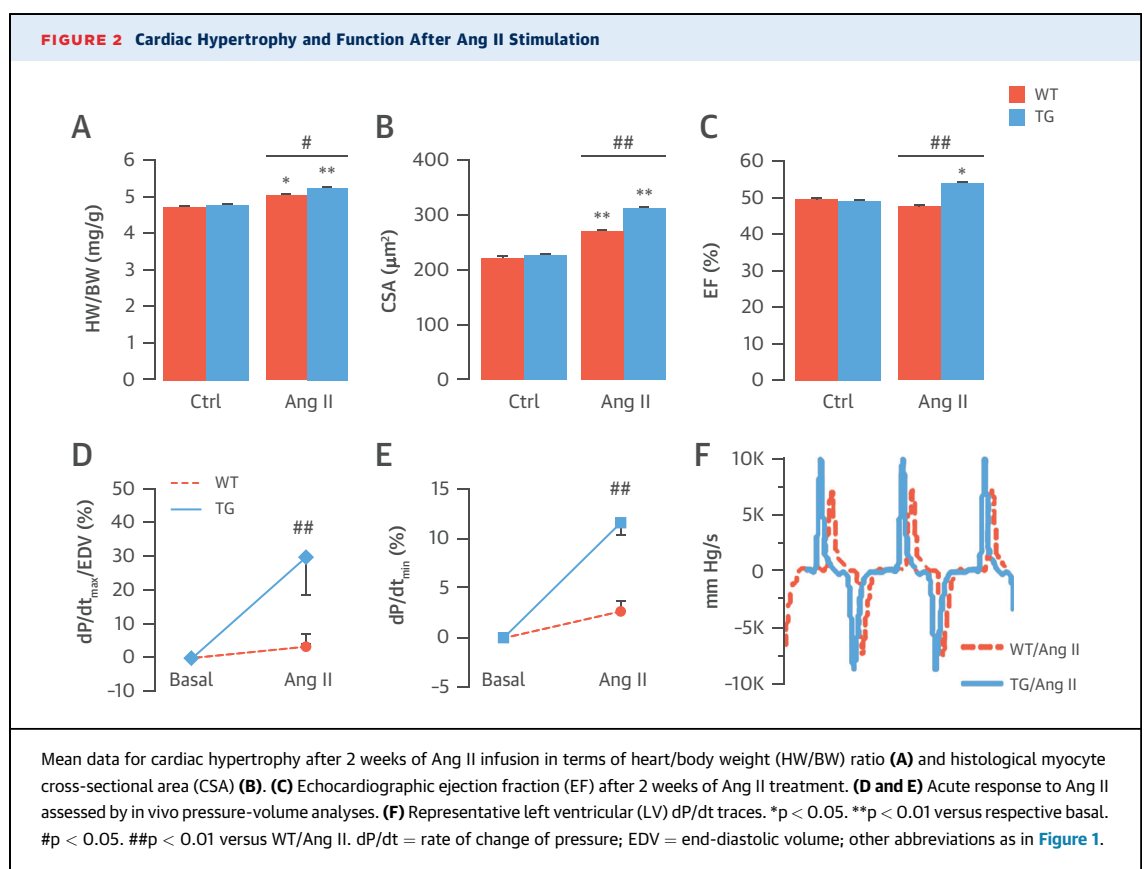 FIGURE 2 Cardiac Hypertrophy and Function After Ang II Stimulation
WT
TG
A
#
HW/BW (mg/g)
6
5
4
3
2
1
0
*
**
Ctrl
Ang II
B
##
CSA (μm²)
400
300
200
100
0
**
**
Ctrl
Ang II
C
##
EF (%)
60
50
40
30
20
10
0
*
Ctrl
Ang II
D
WT
TG
dP/dtmax/EDV (%)
50
40
30
20
10
0
-10
##
Basal
Ang II
E
dP/dtmin (%)
15
10
5
0
-5
##
Basal
Ang II
F
mm Hg/s
10K
5K
0
-5K
-10K
WT/Ang II
TG/Ang II
Mean data for cardiac hypertrophy after 2 weeks of Ang II infusion in terms of heart/body weight (HW/BW) ratio (A) and histological myocyte
cross-sectional area (CSA) (B). (C) Echocardiographic ejection fraction (EF) after 2 weeks of Ang II treatment. (D and E) Acute response to Ang II
assessed by in vivo pressure-volume analyses. (F) Representative left ventricular (LV) dP/dt traces. *p < 0.05. **p < 0.01 versus respective basal.
#p < 0.05. ##p < 0.01 versus WT/Ang II. dP/dt = rate of change of pressure; EDV = end-diastolic volume; other abbreviations as in Figure 1.